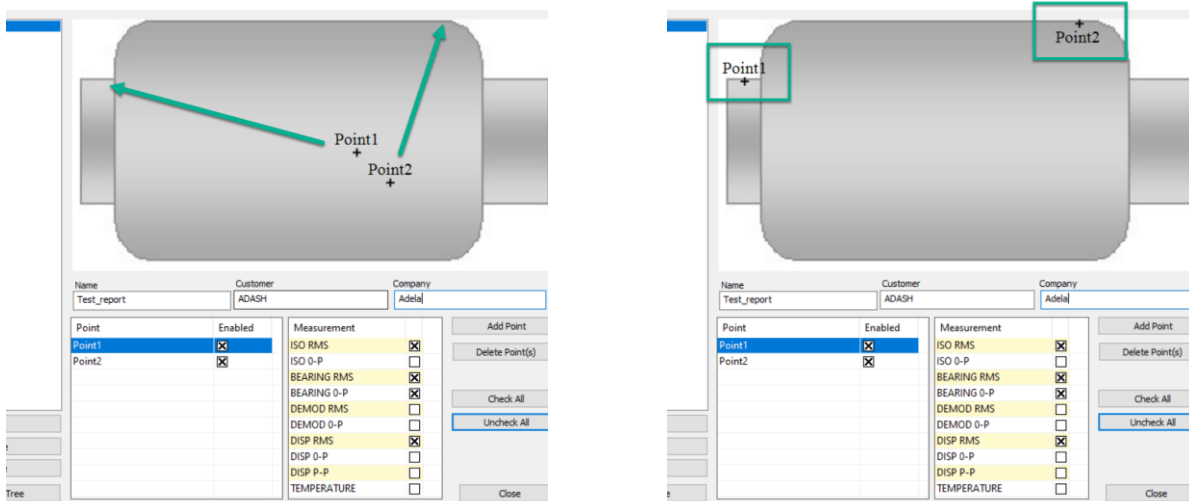 Point1
Point2
Name Customer Company
Test_report ADASH Adela
Point Enabled Measurement Add Point
Point1 ISO RMS Delete Point(s)
Point2 ISO 0-P
BEARING RMS
BEARING 0-P Check All
DEMOD RMS
DEMOD 0-P Uncheck All
DISP RMS
DISP 0-P
DISP P-P
TEMPERATURE
Tree Close
Point2
Point1
Name Customer Company
Test_report ADASH Adela
Point Enabled Measurement Add Point
Point1 ISO RMS Delete Point(s)
Point2 ISO 0-P
BEARING RMS
BEARING 0-P Check All
DEMOD RMS
DEMOD 0-P Uncheck All
DISP RMS
DISP 0-P
DISP P-P
TEMPERATURE
Close